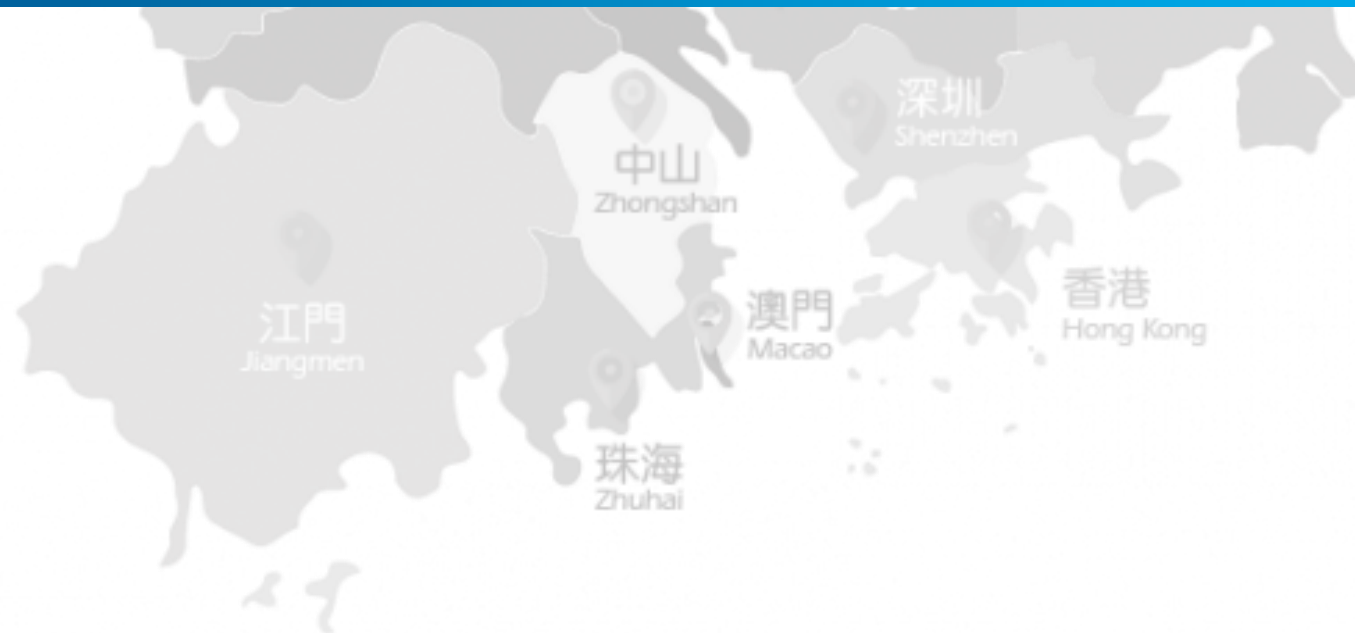 深圳
Shenzhen
中山
Zhongshan
香港
Hong Kong
澳門
Macao
江門
Jiangmen
珠海
Zhuhai